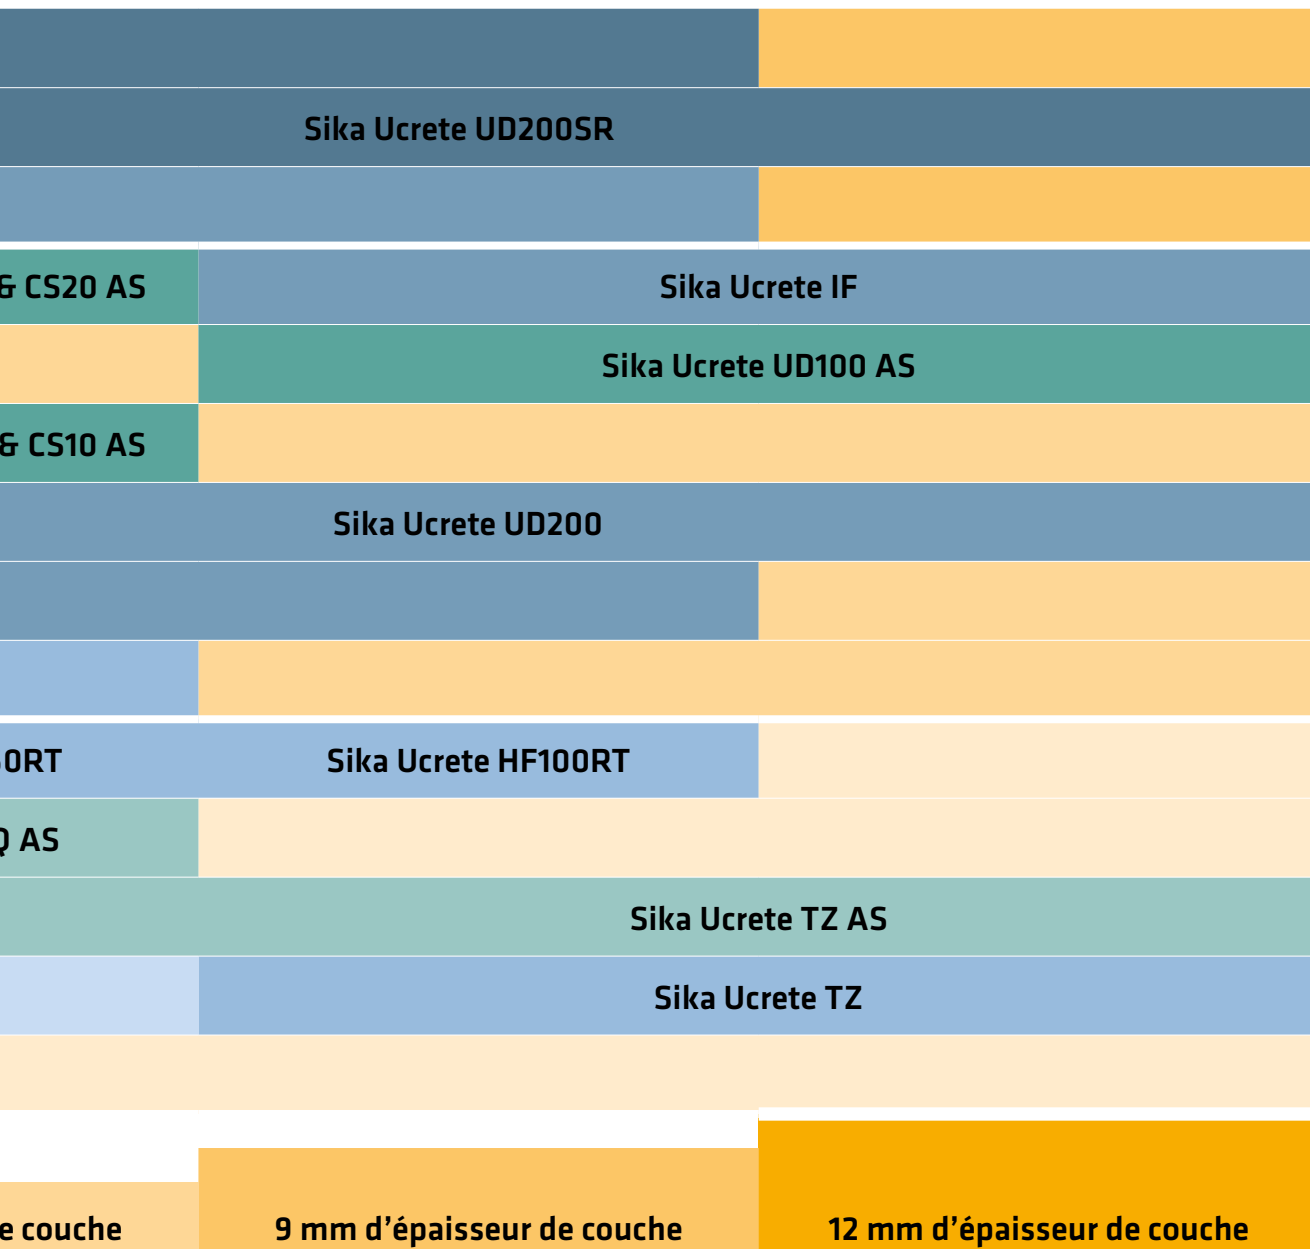 Sika Ucrete UD200SR
& CS20 AS
Sika Ucrete IF
Sika Ucrete UD100 AS
& CS10 AS
Sika Ucrete UD200
0RT
Sika Ucrete HF100RT
AS
Sika Ucrete TZ AS
Sika Ucrete TZ
couche
9 mm d’épaisseur de couche
12 mm d’épaisseur de couche